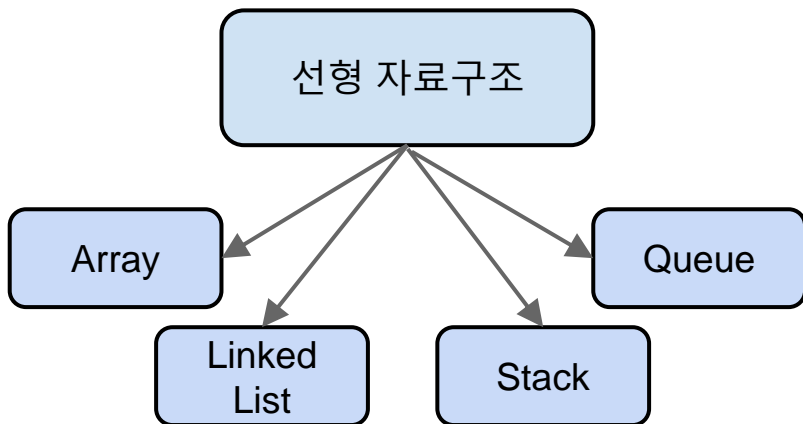 선형 자료구조
Array
Queue
Linked
List
Stack